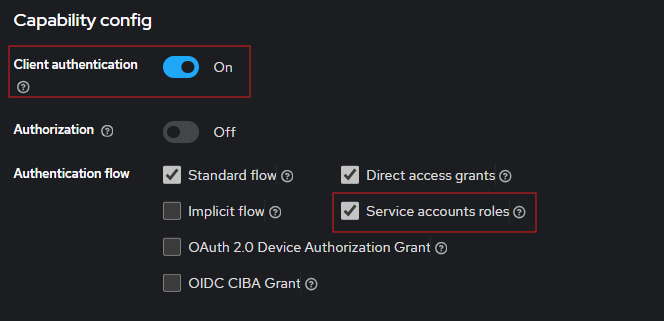 Capability config
Client authentication
On
Authorization
Off
Authentication flow
Standard flow
Direct access grants
Implicit flow
Service accounts roles
OAuth 2.0 Device Authorization Grant
OIDC CIBA Grant